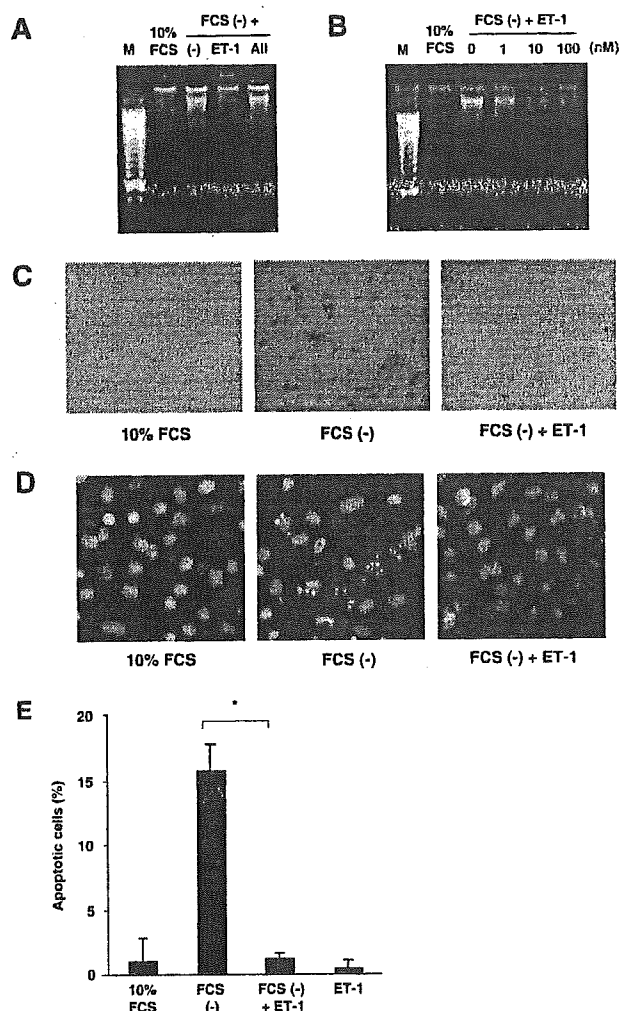 A
FCS (-) +
10%
M FCS (-) ET-1 AII
B
FCS (-) + ET-1
10%
M FCS 0 1 10 100 (nM)
C
10% FCS
FCS (-)
FCS (-) + ET-1
D
10% FCS
FCS (-)
FCS (-) + ET-1
E
Apoptotic cells (%)
20
*
15
10
5
0
10%
FCS
FCS
(-)
FCS (-)
+ ET-1
ET-1